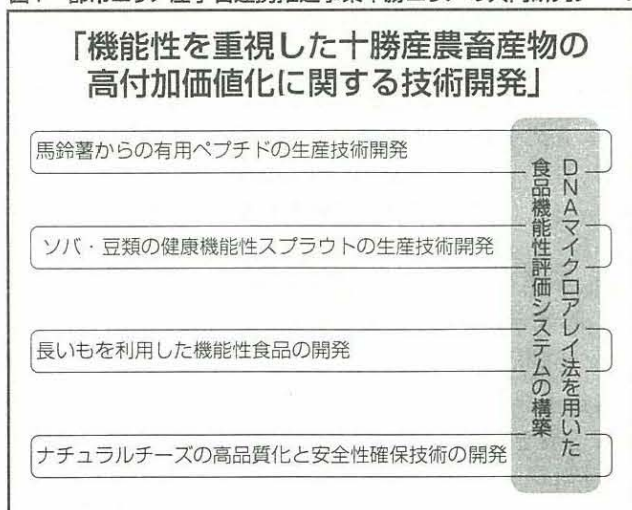 「機能性を重視した十勝産農畜産物の
高付加価値化に関する技術開発」
馬鈴薯からの有用ペプチドの生産技術開発
ソバ・豆類の健康機能性スプラウトの生産技術開発
長いもを利用した機能性食品の開発
ナチュラルチーズの高品質化と安全性確保技術の開発
DNAマイクロアレイ法を用いた
食品機能性評価システムの構築